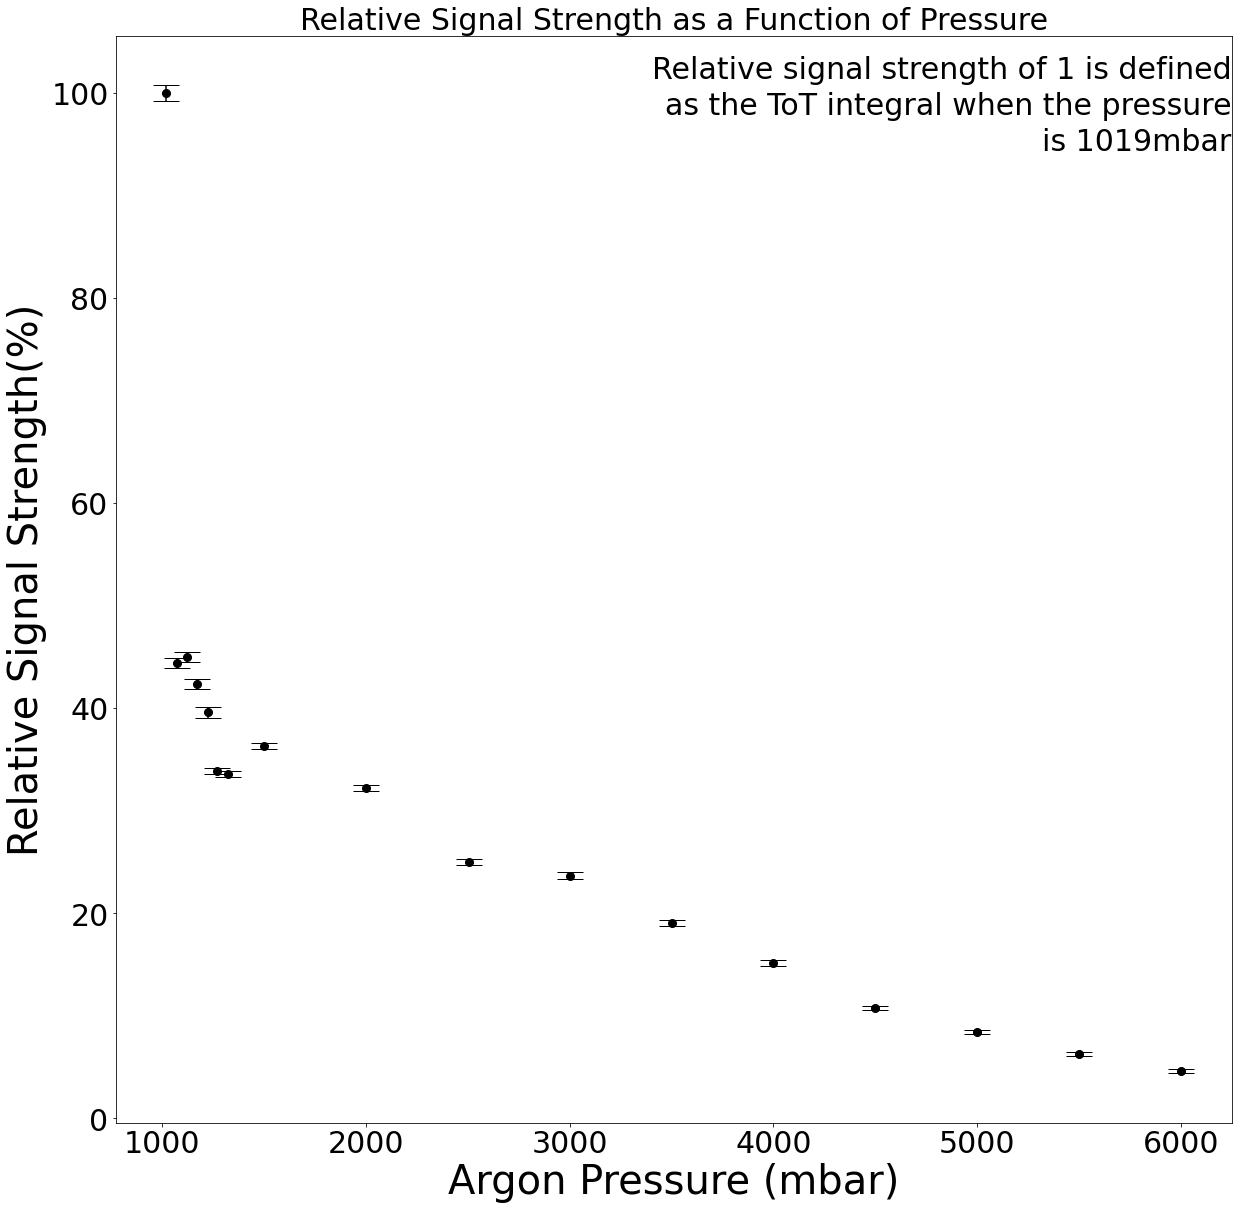 Relative Signal Strength as a Function of Pressure
Relative signal strength of 1 is defined
as the ToT integral when the pressure
is 1019mbar
Relative Signal Strength(%)
100
80
60
40
20
0
1000 2000 3000 4000 5000 6000
Argon Pressure (mbar)